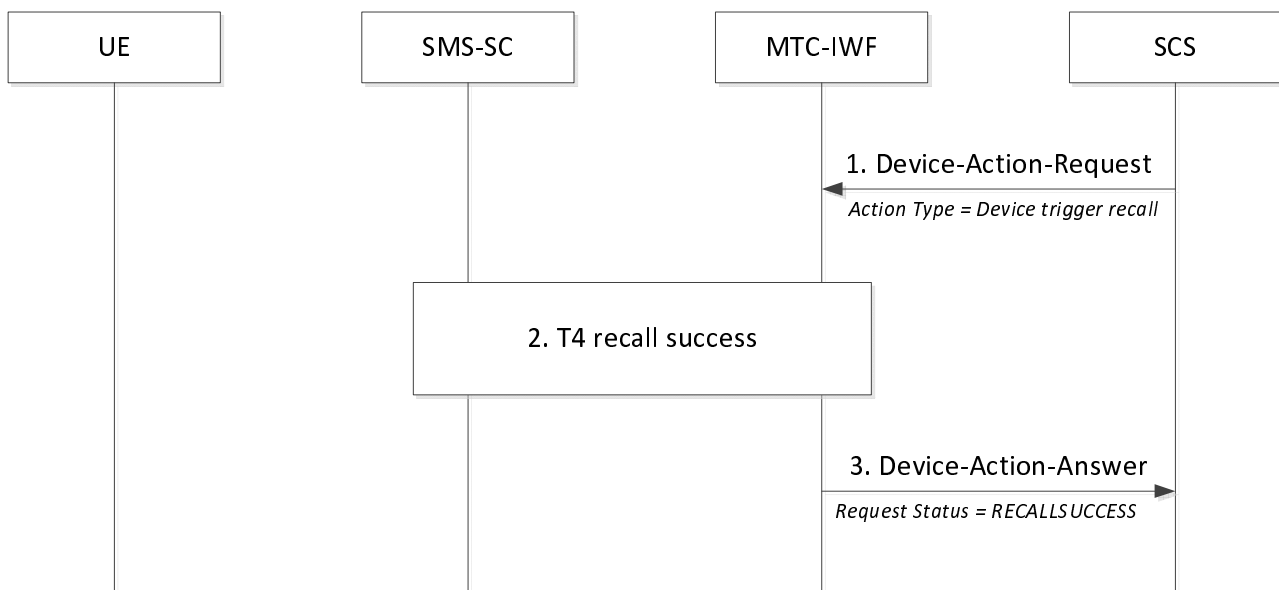 UE
SMS-SC
MTC-IWF
SCS
1. Device-Action-Request
Action Type = Device trigger recall
2. T4 recall success
3. Device-Action-Answer
Request Status = RECALLSUCCESS